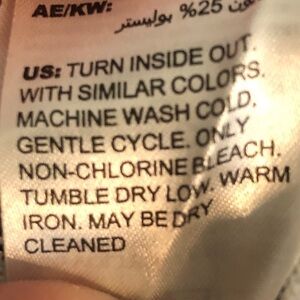 AE/KW: %25 بوليستر
US: TURN INSIDE OUT.
WITH SIMILAR COLORS.
MACHINE WASH COLD,
GENTLE CYCLE. ONLY
NON-CHLORINE BLEACH.
TUMBLE DRY LOW. WARM
IRON. MAY BE DRY
CLEANED